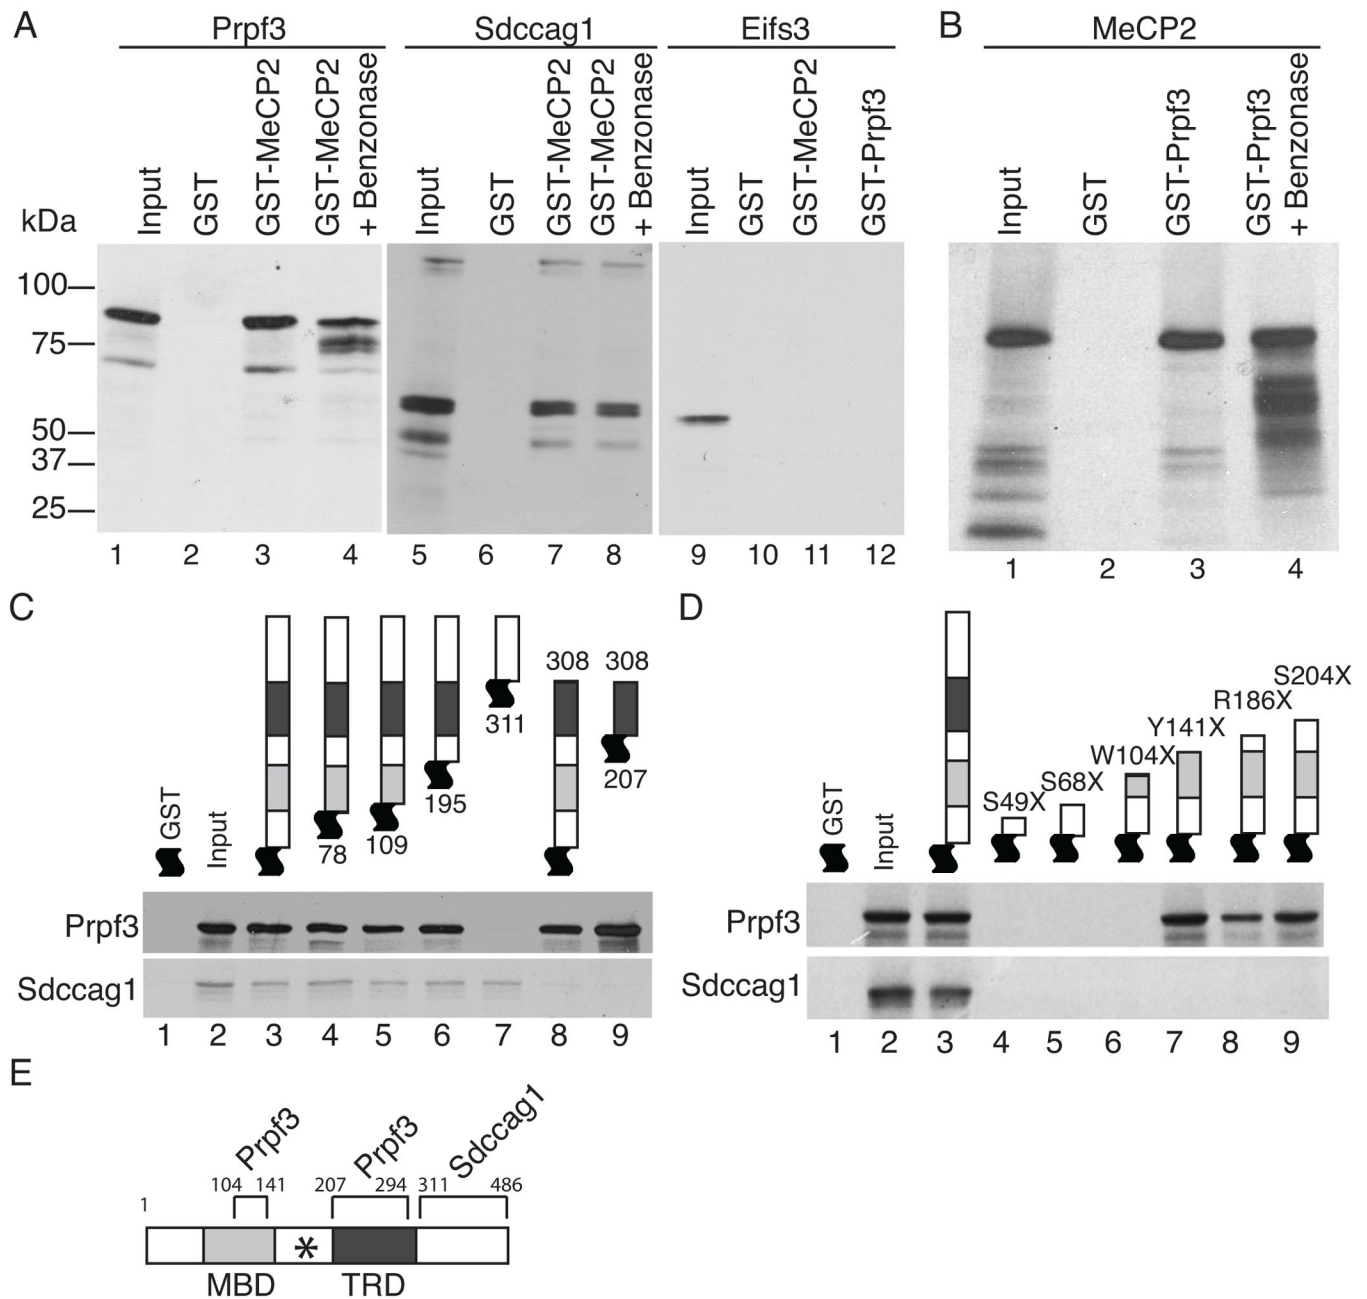 A
Prpf3
Sdccag1
Eifs3
kDa
Input
GST
GST-MeCP2
GST-MeCP2
+ Benzonase
Input
GST
GST-MeCP2
GST-MeCP2
+ Benzonase
Input
GST
GST-MeCP2
GST-Prpf3
100
75
50
37
25
1 2 3 4 5 6 7 8 9 10 11 12
B
MeCP2
Input
GST
GST-Prpf3
GST-Prpf3
+ Benzonase
1 2 3 4
C
GST
Input
78
109
195
311
308
308
207
Prpf3
Sdccag1
1 2 3 4 5 6 7 8 9
D
GST
Input
S49X
S68X
W104X
Y141X
R186X
S204X
Prpf3
Sdccag1
1 2 3 4 5 6 7 8 9
E
Prpf3
Prpf3
Sdccag1
1 104 141 207 294 311 486
*
MBD TRD